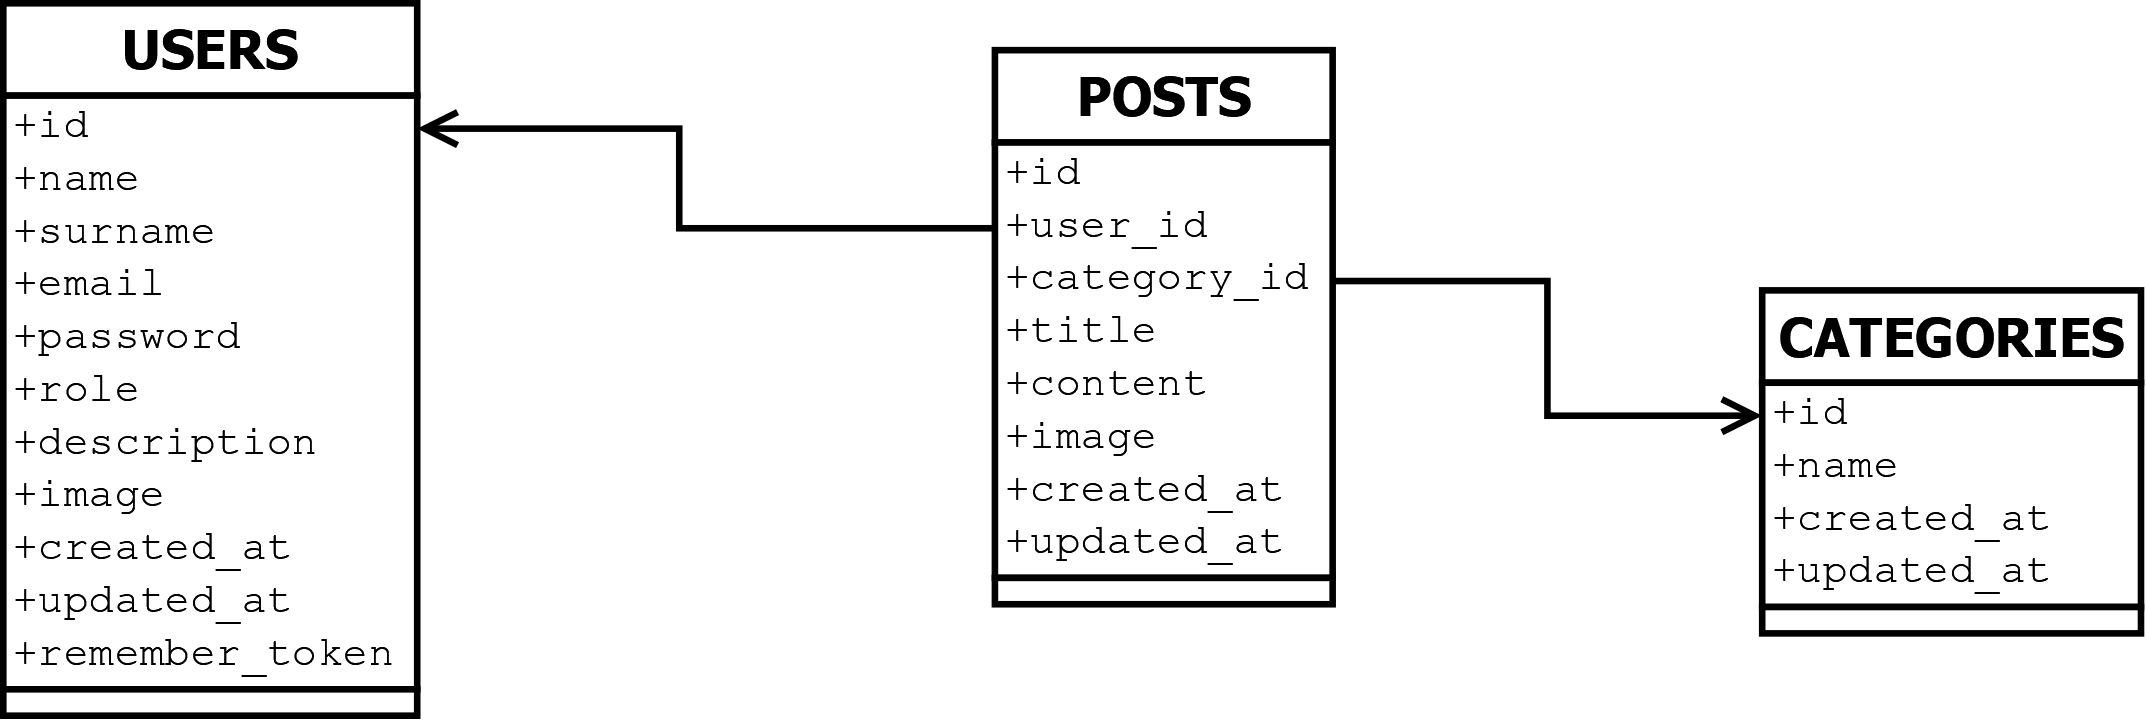 USERS
+id
+name
+surname
+email
+password
+role
+description
+image
+created_at
+updated_at
+remember_token
POSTS
+id
+user_id
+category_id
+title
+content
+image
+created_at
+updated_at
CATEGORIES
+id
+name
+created_at
+updated_at